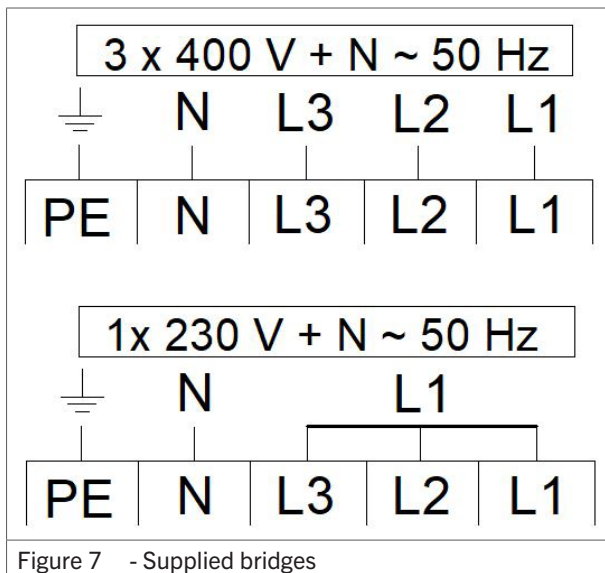 3 x 400 V + N ~ 50 Hz
N L3 L2 L1
PE N L3 L2 L1
1x 230 V + N ~ 50 Hz
N L1
PE N L3 L2 L1
Figure 7 - Supplied bridges